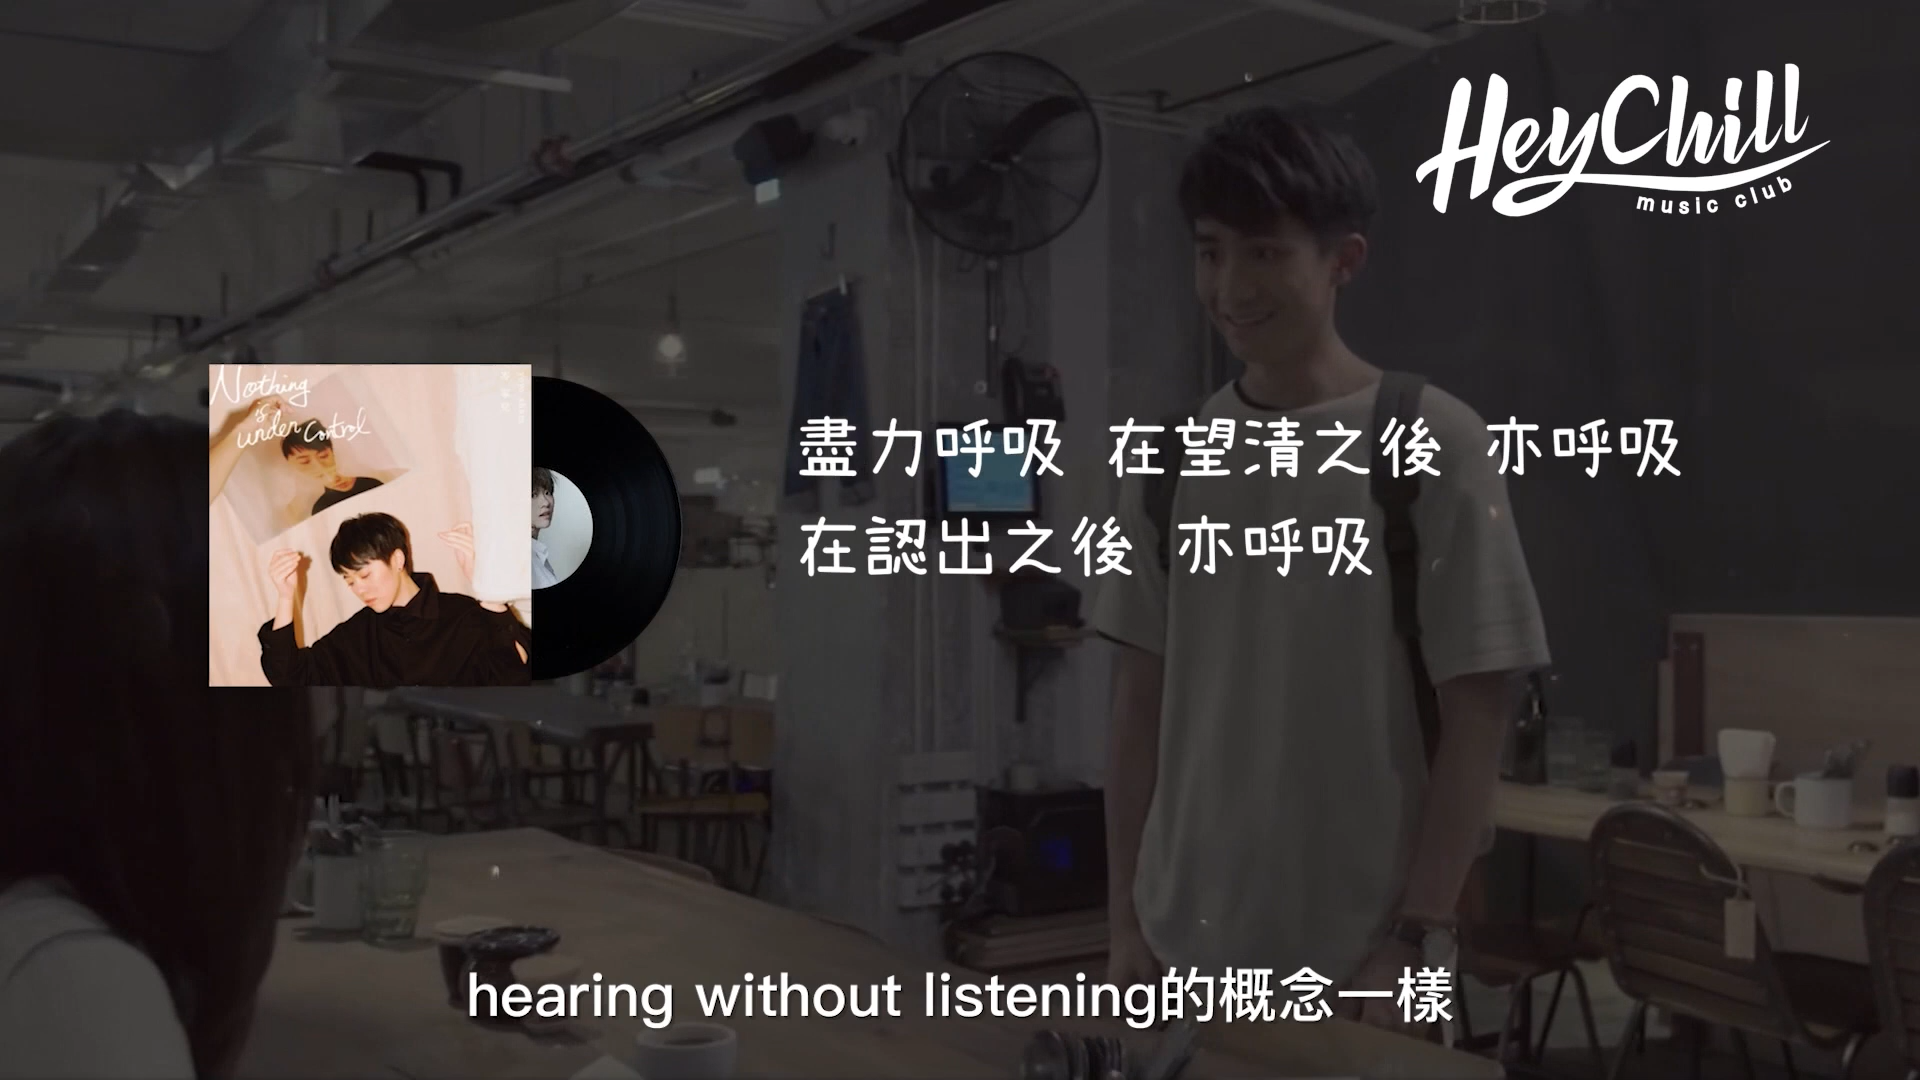 HeyChill
music club
Nothing
is
under control
盡力呼吸 在望清之後 亦呼吸
在認出之後 亦呼吸
hearing without listening的概念一樣